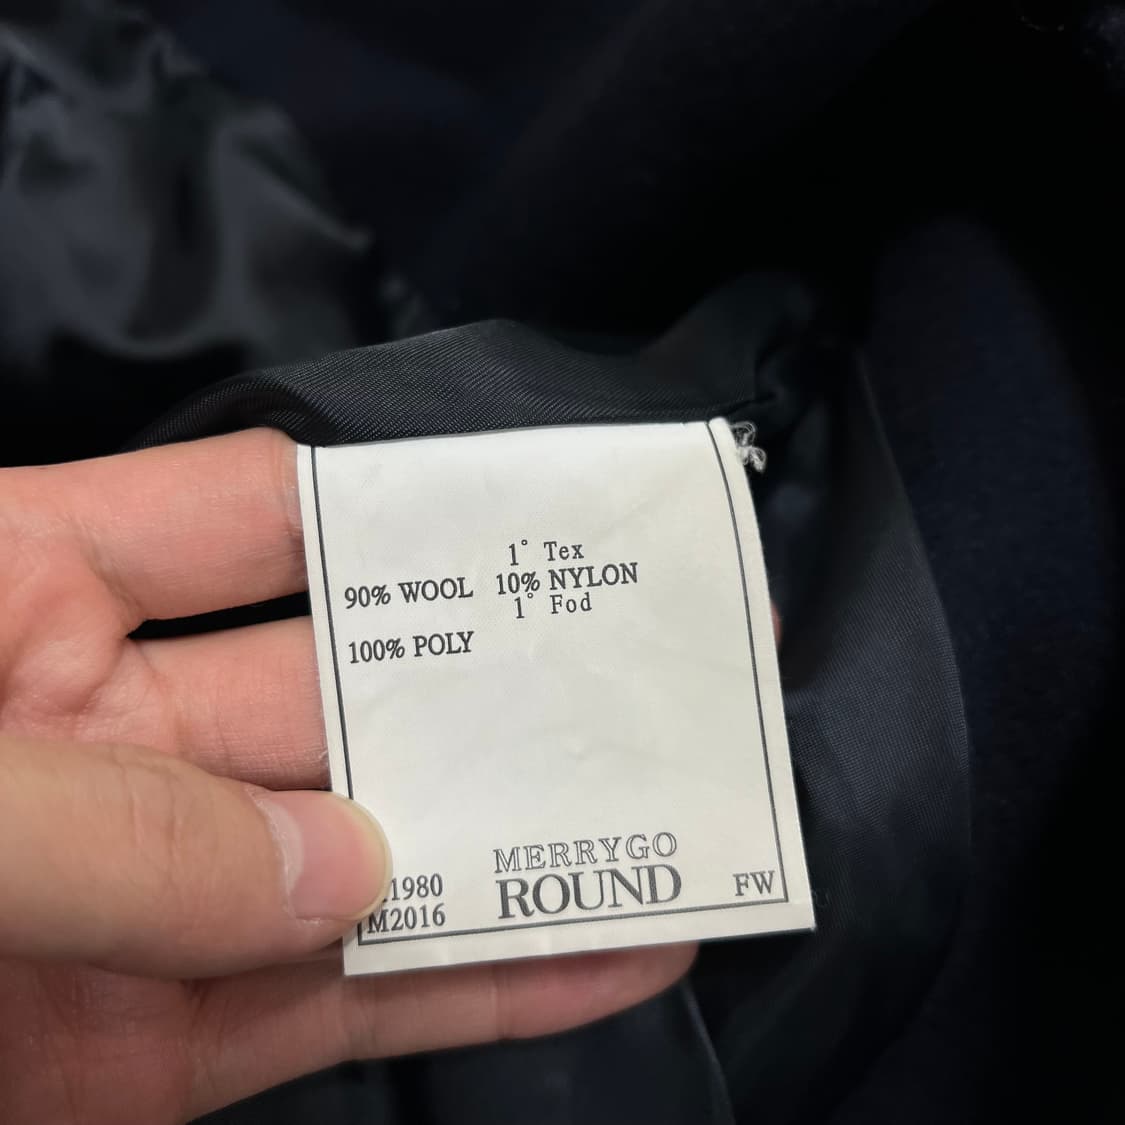 1° Tex
90% WOOL 10% NYLON
1° Fod
100% POLY
MERRYGO
ROUND
1980
M2016
FW